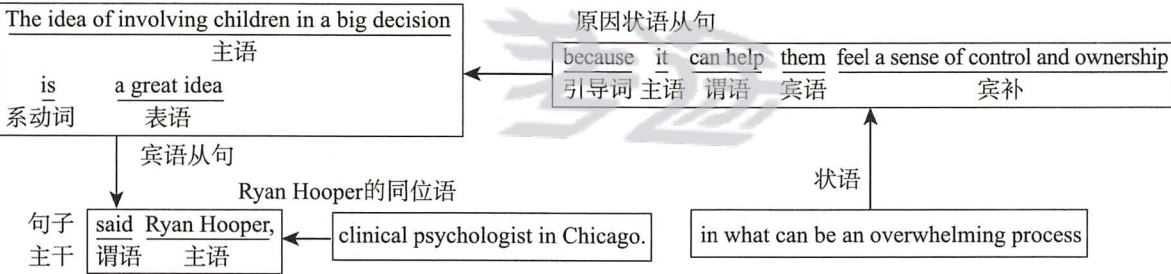 The idea of involving children in a big decision
主语
is a great idea
系动词 表语
原因状语从句
because it can help them feel a sense of control and ownership
引导词 主语 谓语 宾语 宾补
宾语从句
状语
Ryan Hooper的同位语
句子 said Ryan Hooper, clinical psychologist in Chicago.
主干 谓语 主语
in what can be an overwhelming process